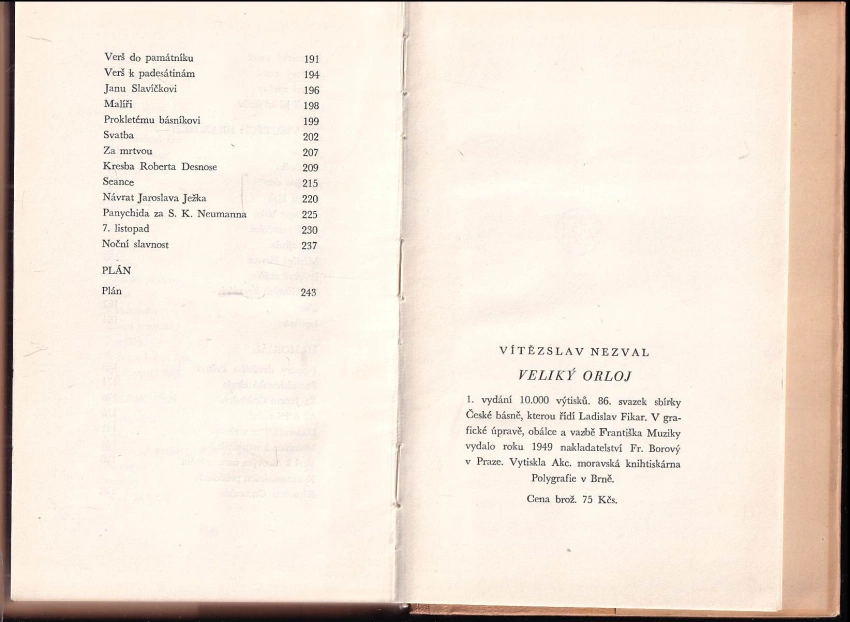 Verš do památníku 191
Verš k padesátinám 194
Janu Slavíčkovi 196
Malíři 198
Prokletému básníkovi 199
Svatba 202
Za mrtvou 207
Kresba Roberta Desnose 209
Seance 215
Návrat Jaroslava Ježka 220
Panychida za S. K. Neumanna 225
7. listopad 230
Noční slavnost 237
PLÁN
Plán 243
VÍTĚZSLAV NEZVAL
VELIKÝ ORLOJ
1. vydání 10.000 výtisků. 86. svazek sbírky
České básně, kterou řídí Ladislav Fikar. V gra-
fické úpravě, obálce a vazbě Františka Muziky
vydalo roku 1949 nakladatelství Fr. Borový
v Praze. Vytiskla Akc. moravská knihtiskárna
Polygrafie v Brně.
Cena brož. 75 Kčs.